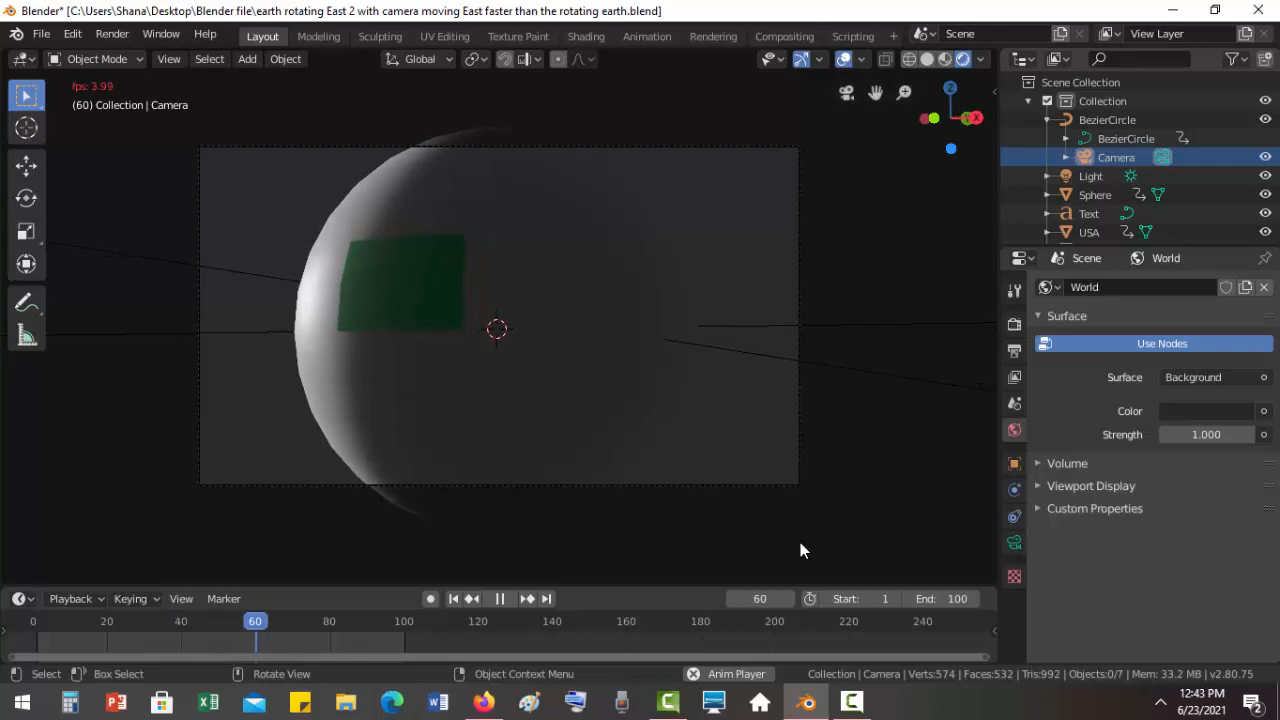 Blender* [C:\Users\Shana\Desktop\Blender file\earth rotating East 2 with camera moving East faster than the rotating earth.blend]
File Edit Render Window Help Layout Modeling Sculpting UV Editing Texture Paint Shading Animation Rendering Compositing Scripting + Scene View Layer
Object Mode View Select Add Object Global
fps: 3.99
(60) Collection | Camera
Z
X
Scene Collection
Collection
BezierCircle
BezierCircle
Camera
Light
Sphere
Text
USA
Scene World
World
Surface
Use Nodes
Surface Background
Color
Strength 1.000
Volume
Viewport Display
Custom Properties
Playback Keying View Marker 60 Start: 1 End: 100
0 20 40 60 80 100 120 140 160 180 200 220 240
Select Box Select Rotate View Object Context Menu Anim Player Collection | Camera | Verts:574 | Faces:532 | Tris:992 | Objects:0/7 | Mem: 33.2 MB | v2.80.75
12:43 PM
6/23/2021
2